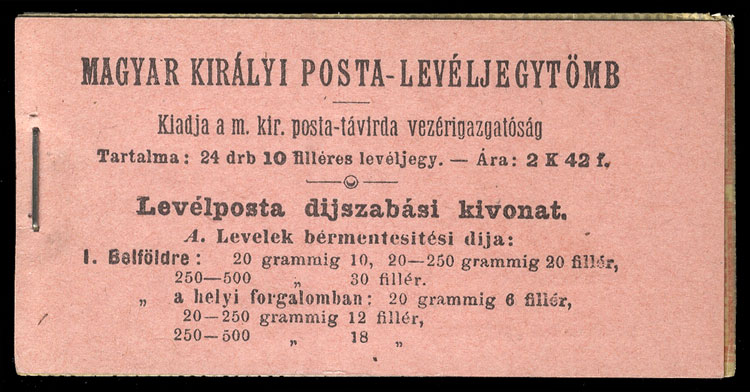 MAGYAR KIRÁLYI POSTA-LEVÉLJEGYTÖMB
Kiadja a m. kir. posta-távirda vezérigazgatóság
Tartalma: 24 drb 10 filléres levéljegy. — Ára: 2 K 42 f.
Levélposta dijszabási kivonat.
A. Levelek bérmentesitési dija:
I. Belföldre: 20 grammig 10, 20—250 grammig 20 fillér,
250—500 „ 30 fillér.
„ a helyi forgalomban: 20 grammig 6 fillér,
20—250 grammig 12 fillér,
250—500 „ 18 „